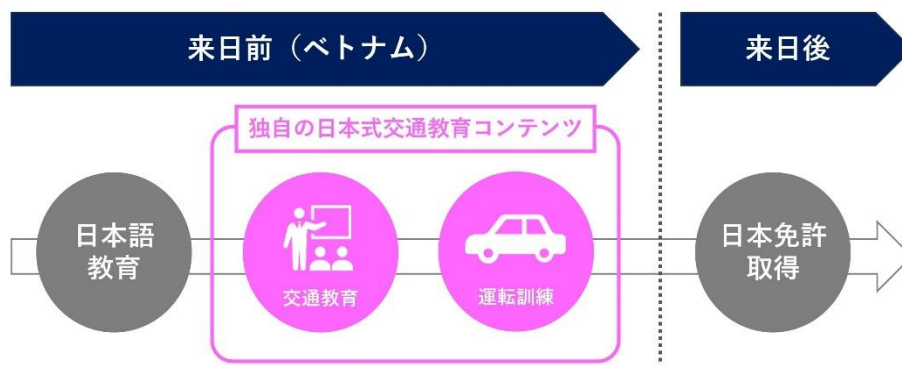 来日前（ベトナム）
来日後
独自の日本式交通教育コンテンツ
日本語
教育
交通教育
運転訓練
日本免許
取得